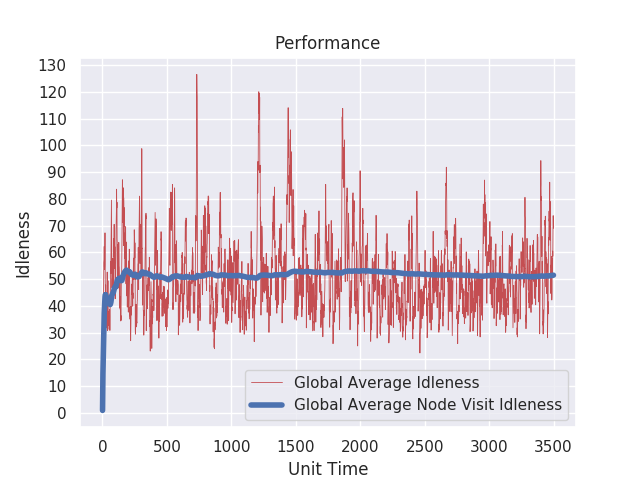 Performance
130
120
110
100
90
80
70
60
50
40
30
20
10
0
Idleness
Global Average Idleness
Global Average Node Visit Idleness
0 500 1000 1500 2000 2500 3000 3500
Unit Time